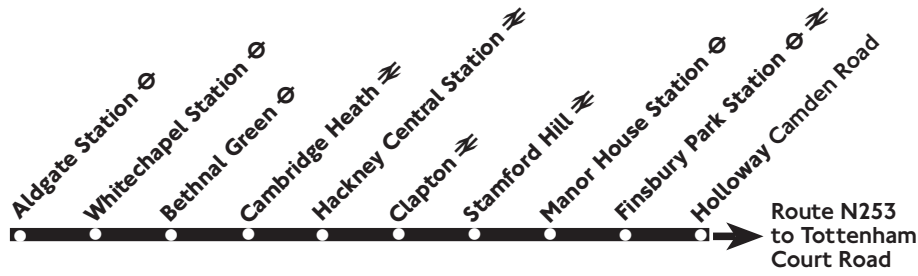 Aldgate Station
Whitechapel Station
Bethnal Green
Cambridge Heath
Hackney Central Station
Clapton
Stamford Hill
Manor House Station
Finsbury Park Station
Holloway Camden Road
Route N253
to Tottenham
Court Road